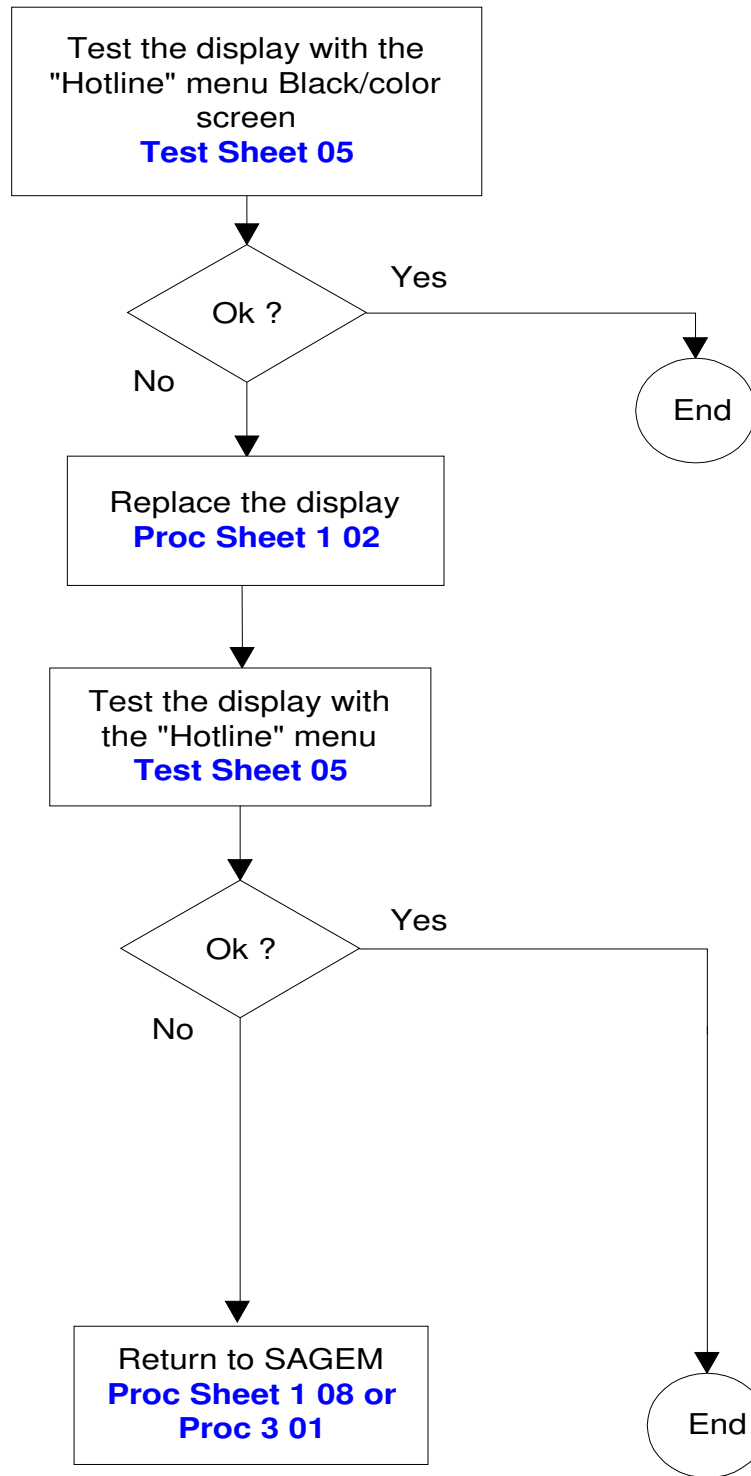 Test the display with the
"Hotline" menu Black/color
screen
Test Sheet 05
Yes
Ok ?
No
End
Replace the display
Proc Sheet 1 02
Test the display with
the "Hotline" menu
Test Sheet 05
Yes
Ok ?
No
Return to SAGEM
Proc Sheet 1 08 or
Proc 3 01
End